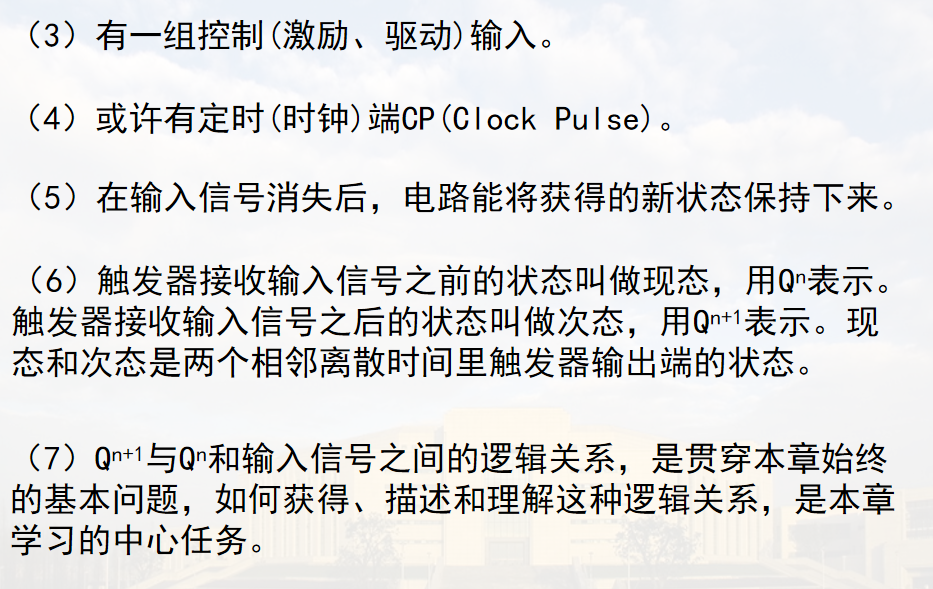 （3）有一组控制(激励、驱动)输入。
（4）或许有定时(时钟)端CP(Clock Pulse)。
（5）在输入信号消失后，电路能将获得的新状态保持下来。
（6）触发器接收输入信号之前的状态叫做现态，用Qⁿ表示。
触发器接收输入信号之后的状态叫做次态，用Qⁿ⁺¹表示。现
态和次态是两个相邻离散时间里触发器输出端的状态。
（7）Qⁿ⁺¹与Qⁿ和输入信号之间的逻辑关系，是贯穿本章始终
的基本问题，如何获得、描述和理解这种逻辑关系，是本章
学习的中心任务。